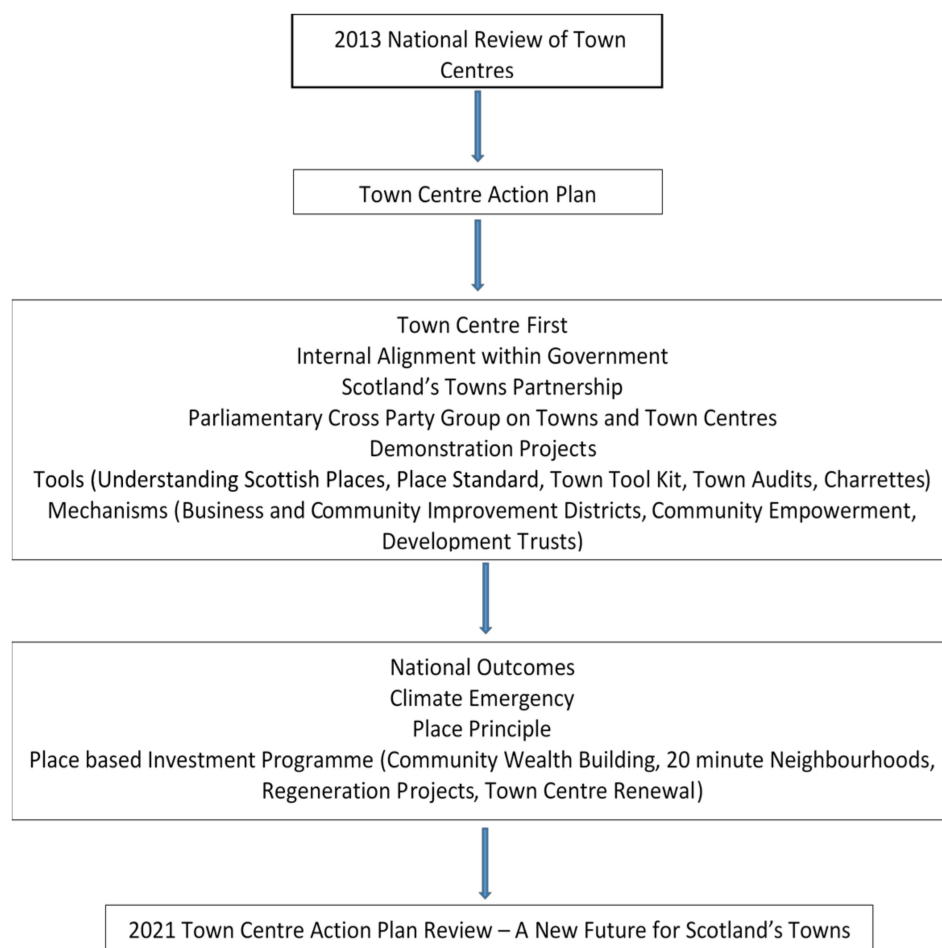 2013 National Review of Town
Centres
Town Centre Action Plan
Town Centre First
Internal Alignment within Government
Scotland’s Towns Partnership
Parliamentary Cross Party Group on Towns and Town Centres
Demonstration Projects
Tools (Understanding Scottish Places, Place Standard, Town Tool Kit, Town Audits, Charrettes)
Mechanisms (Business and Community Improvement Districts, Community Empowerment,
Development Trusts)
National Outcomes
Climate Emergency
Place Principle
Place based Investment Programme (Community Wealth Building, 20 minute Neighbourhoods,
Regeneration Projects, Town Centre Renewal)
2021 Town Centre Action Plan Review – A New Future for Scotland’s Towns